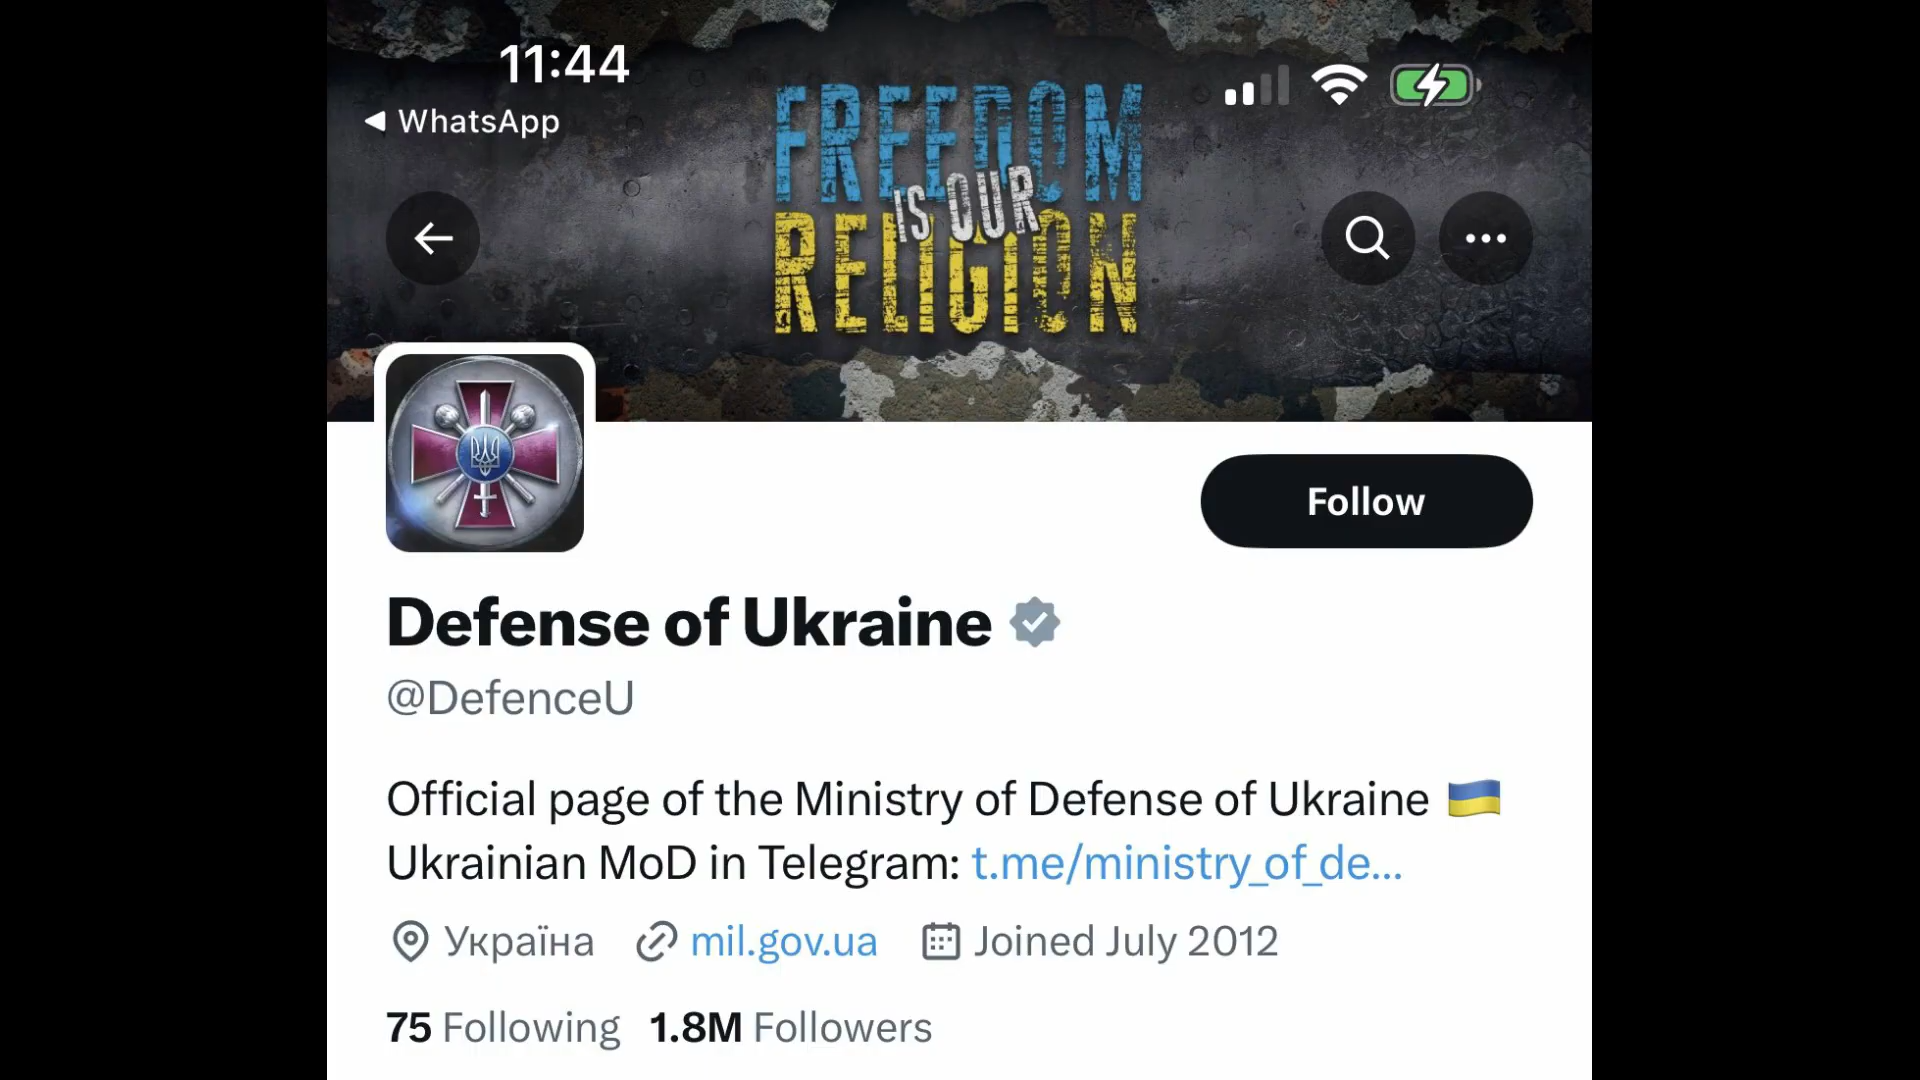 11:44
WhatsApp
FREEDOM
IS OUR
RELIGION
Follow
Defense of Ukraine
@DefenceU
Official page of the Ministry of Defense of Ukraine 🇺🇦
Ukrainian MoD in Telegram: t.me/ministry_of_de...
Україна mil.gov.ua Joined July 2012
75 Following 1.8M Followers